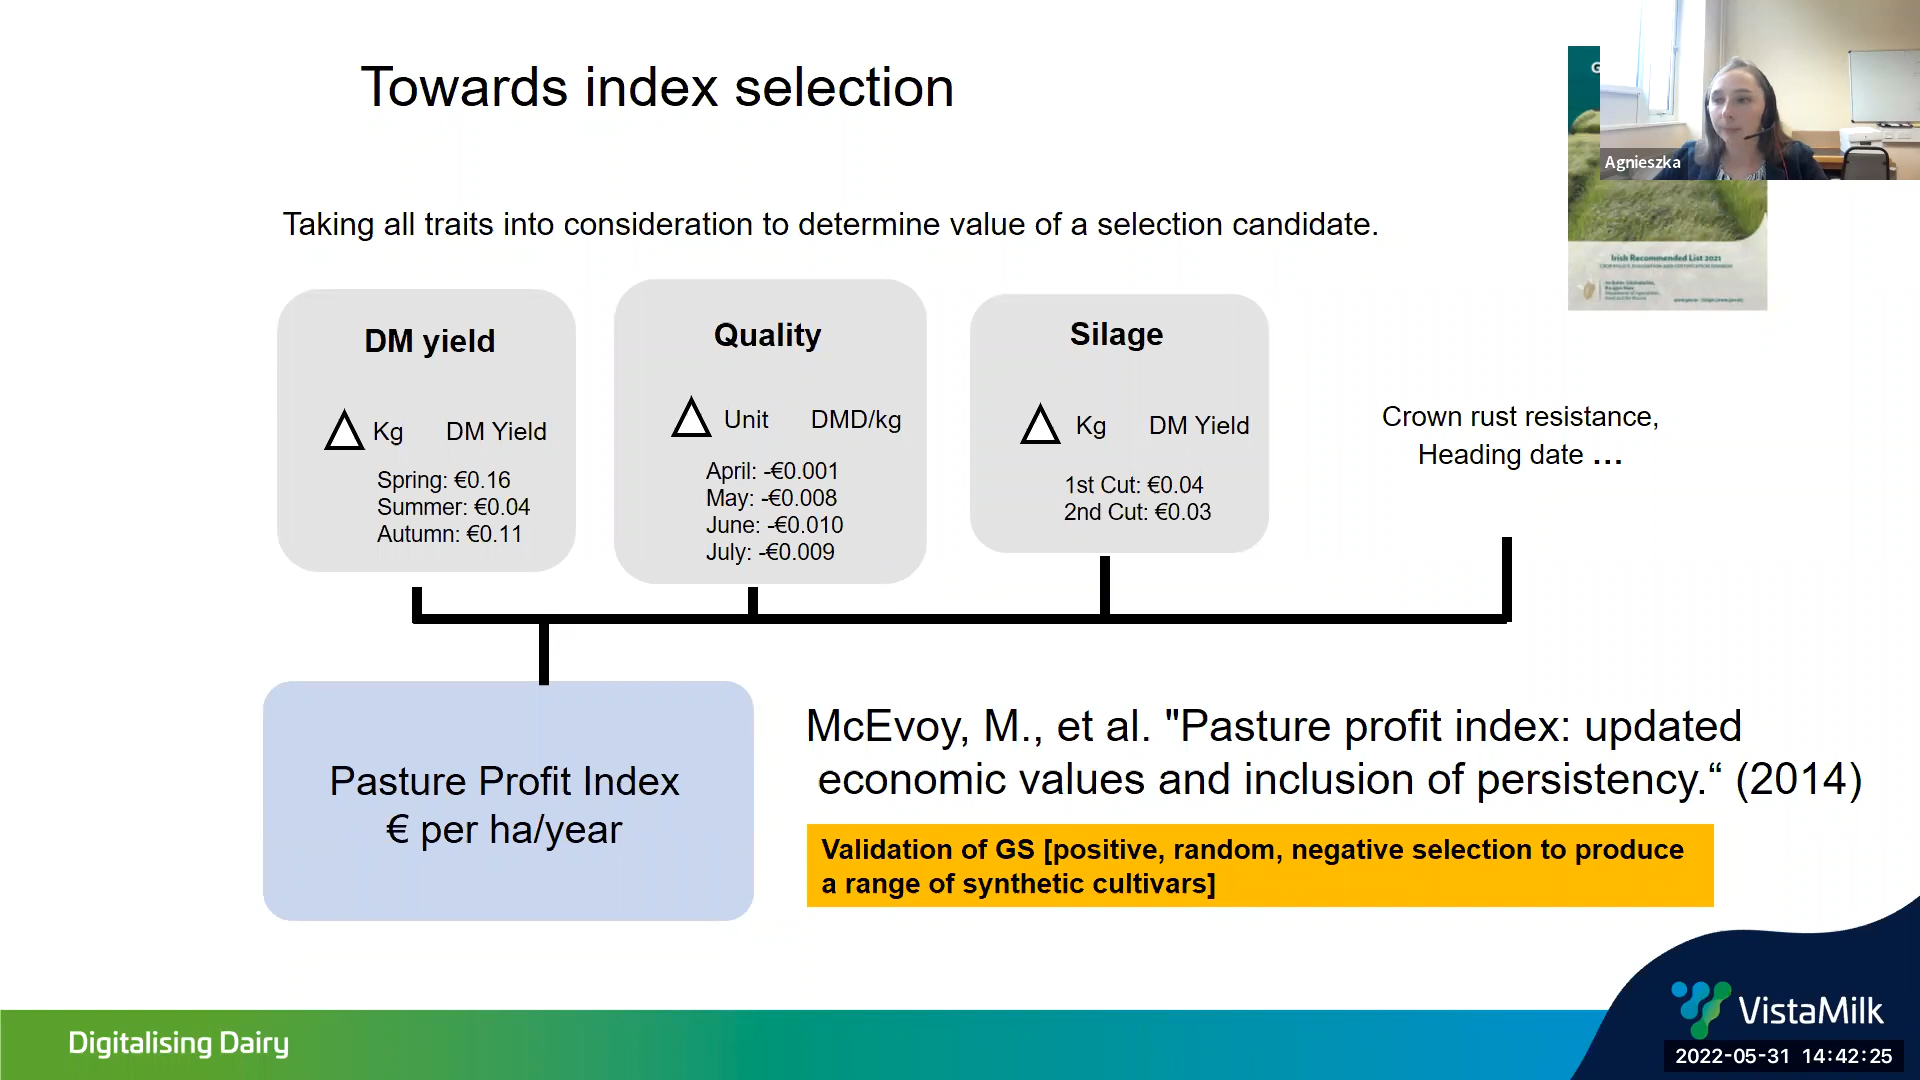 Towards index selection
Agnieszka
Taking all traits into consideration to determine value of a selection candidate.
Irish Recommended List 2021
DM yield
Kg DM Yield
Spring: €0.16
Summer: €0.04
Autumn: €0.11
Quality
Unit DMD/kg
April: -€0.001
May: -€0.008
June: -€0.010
July: -€0.009
Silage
Kg DM Yield
1st Cut: €0.04
2nd Cut: €0.03
Crown rust resistance,
Heading date ...
Pasture Profit Index
€ per ha/year
McEvoy, M., et al. "Pasture profit index: updated
economic values and inclusion of persistency.“ (2014)
Validation of GS [positive, random, negative selection to produce
a range of synthetic cultivars]
Digitalising Dairy
VistaMilk
2022-05-31 14:42:25